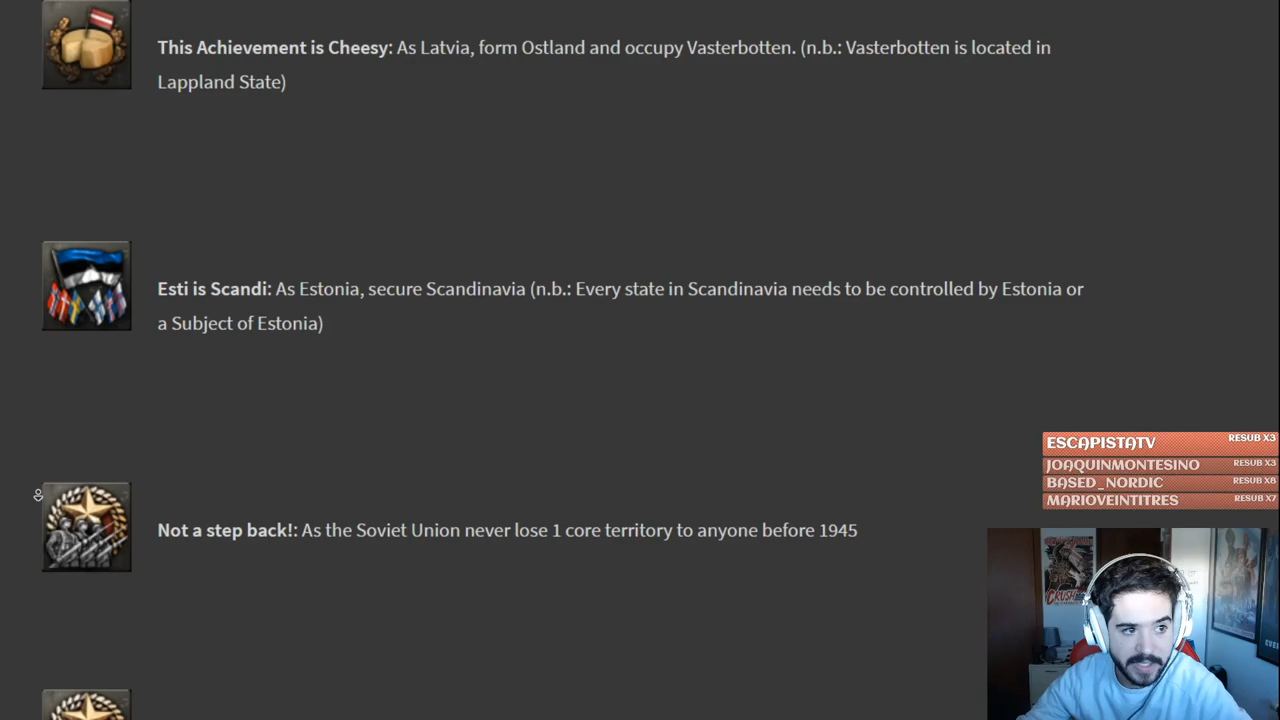 This Achievement is Cheesy: As Latvia, form Ostland and occupy Vasterbotten. (n.b.: Vasterbotten is located in
Lappland State)
Esti is Scandi: As Estonia, secure Scandinavia (n.b.: Every state in Scandinavia needs to be controlled by Estonia or
a Subject of Estonia)
ESCAPISTATV RESUB X3
JOAQUINMONTESINO RESUB X3
BASED_NORDIC RESUB X6
MARIOVEINTITRES RESUB X7
Not a step back!: As the Soviet Union never lose 1 core territory to anyone before 1945
CRUSH